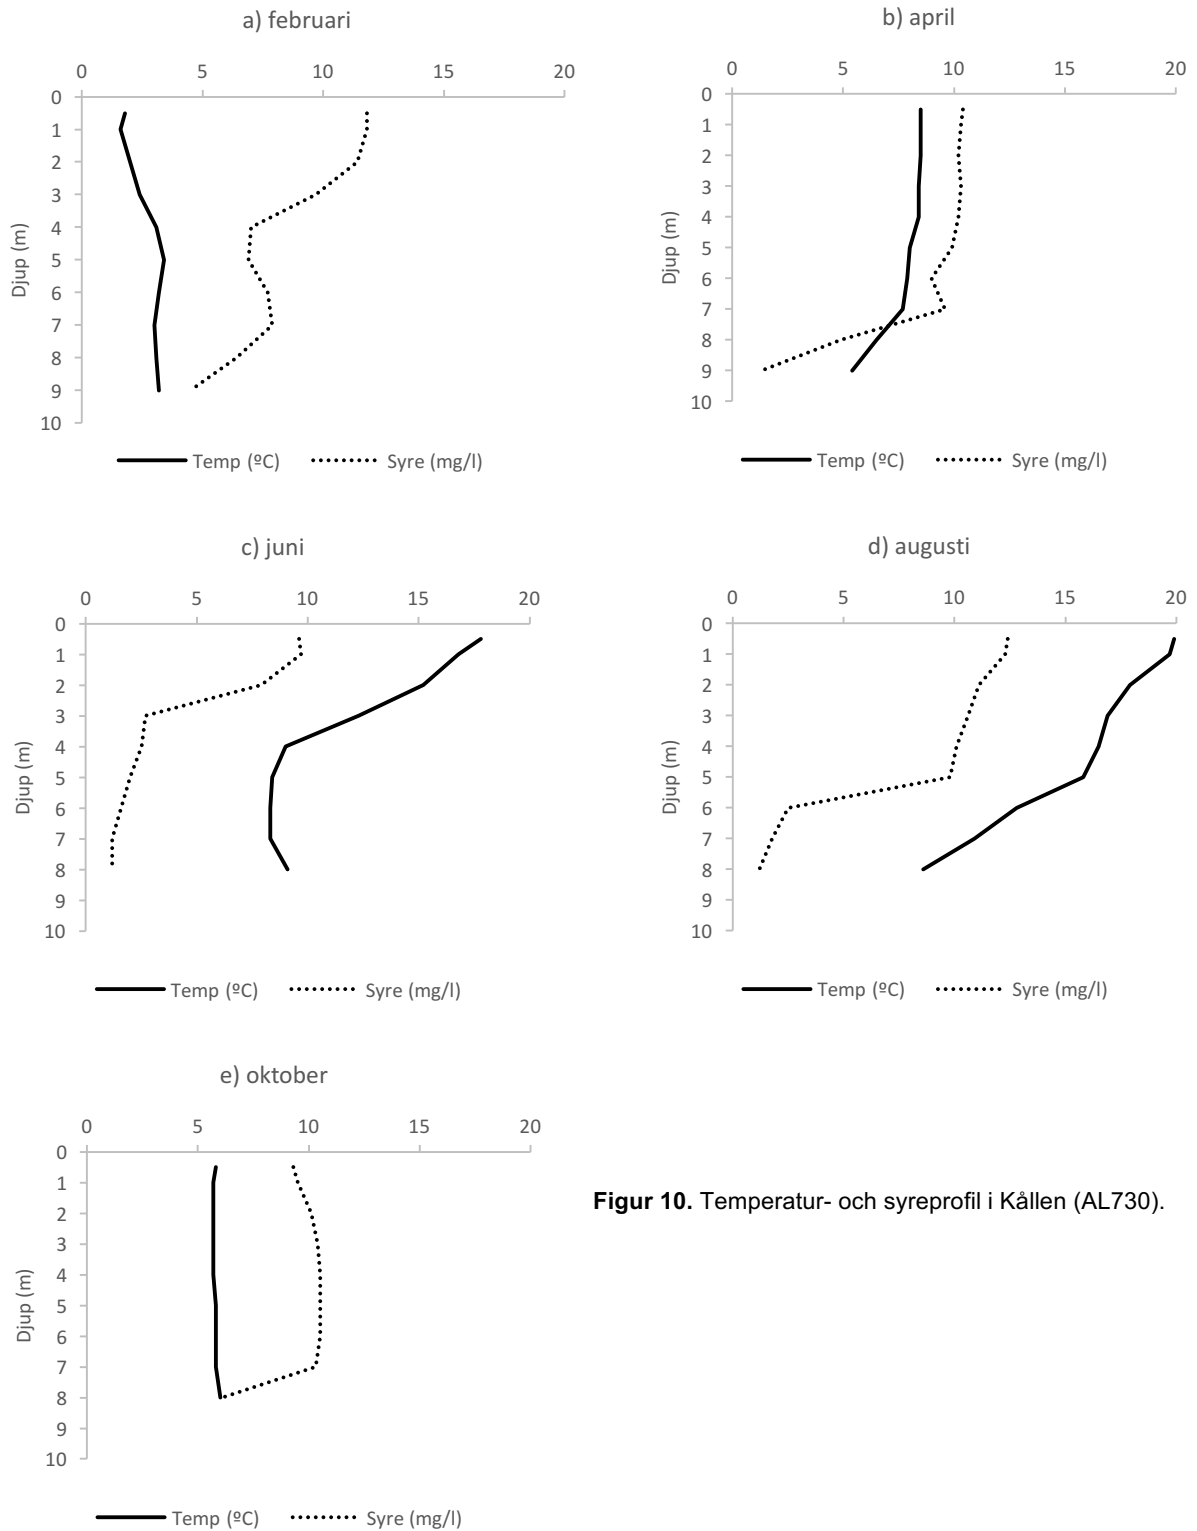 a) februari
0 5 10 15 20
0
1
2
3
4
5
6
7
8
9
10
Djup (m)
Temp (ºC) Syre (mg/l)
b) april
0 5 10 15 20
0
1
2
3
4
5
6
7
8
9
10
Djup (m)
Temp (ºC) Syre (mg/l)
c) juni
0 5 10 15 20
0
1
2
3
4
5
6
7
8
9
10
Djup (m)
Temp (ºC) Syre (mg/l)
d) augusti
0 5 10 15 20
0
1
2
3
4
5
6
7
8
9
10
Djup (m)
Temp (ºC) Syre (mg/l)
e) oktober
0 5 10 15 20
0
1
2
3
4
5
6
7
8
9
10
Djup (m)
Temp (ºC) Syre (mg/l)
Figur 10. Temperatur- och syreprofil i Kållen (AL730).